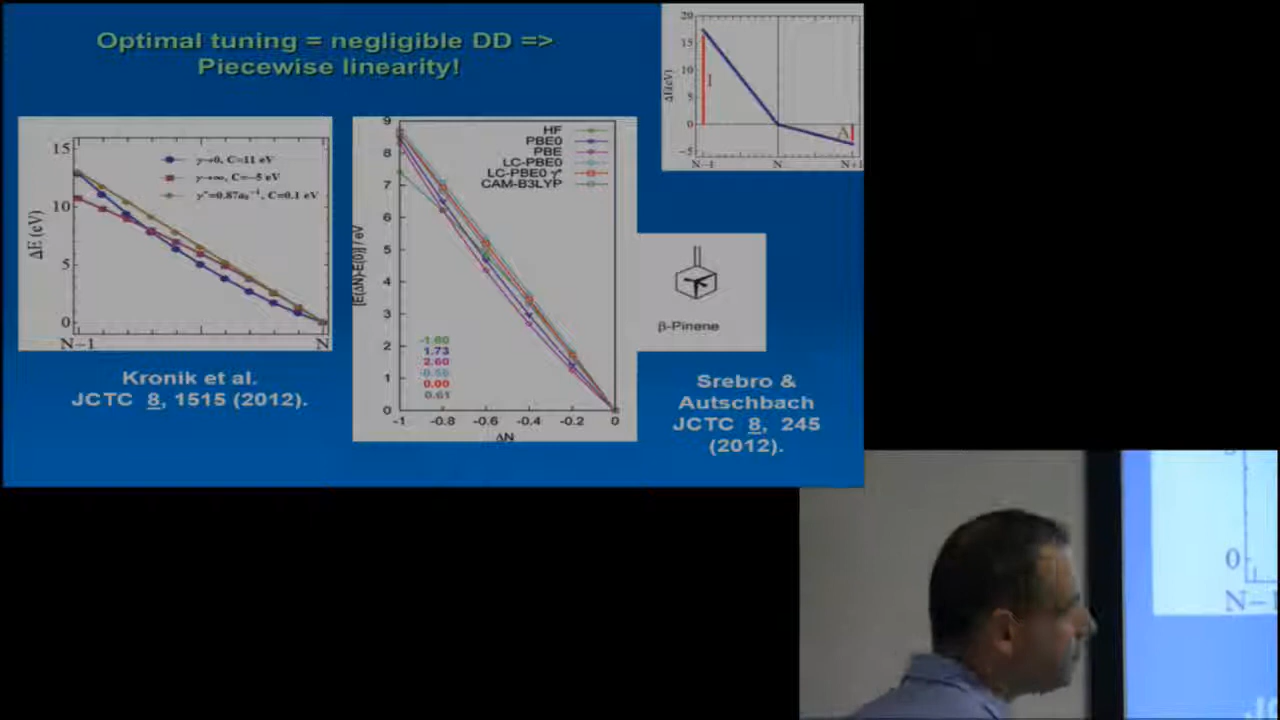 Optimal tuning = negligible DD =>
Piecewise linearity!
15
10
5
0
ΔE (eV)
N−1
N
γ→0, C=11 eV
γ→∞, C=−5 eV
γ*=0.87a₀⁻¹, C=0.1 eV
Kronik et al.
JCTC 8, 1515 (2012).
9
8
7
6
5
4
3
2
1
0
[E(ΔN)-E(0)] / eV
HF
PBE0
PBE
LC-PBE0
LC-PBE0 γ*
CAM-B3LYP
-1.60
1.73
2.60
0.00
0.61
-1
-0.8
-0.6
-0.4
-0.2
0
ΔN
20
15
10
5
0
−5
I
A
N−1
N
N+1
β-Pinene
Srebro &
Autschbach
JCTC 8, 245
(2012).
0
N−1